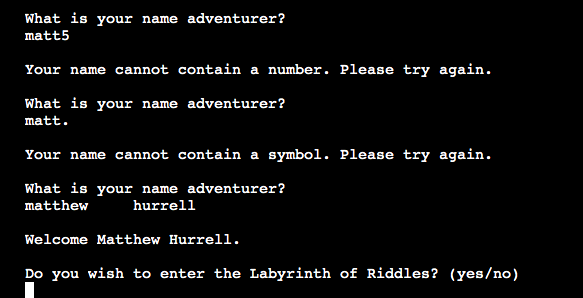 What is your name adventurer?
matt5
Your name cannot contain a number. Please try again.
What is your name adventurer?
matt.
Your name cannot contain a symbol. Please try again.
What is your name adventurer?
matthew     hurrell
Welcome Matthew Hurrell.
Do you wish to enter the Labyrinth of Riddles? (yes/no)